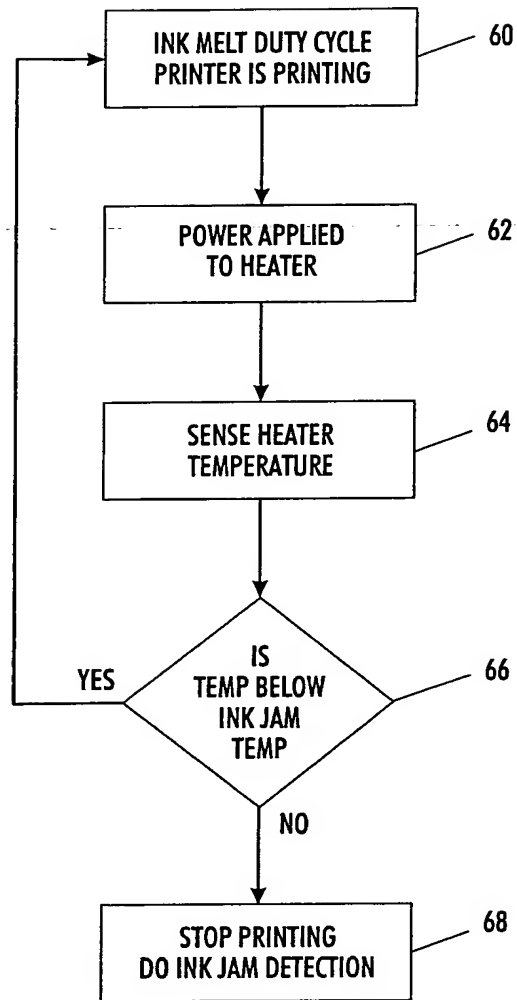 INK MELT DUTY CYCLE
PRINTER IS PRINTING
60
POWER APPLIED
TO HEATER
62
SENSE HEATER
TEMPERATURE
64
IS
TEMP BELOW
INK JAM
TEMP
66
YES
NO
STOP PRINTING
DO INK JAM DETECTION
68